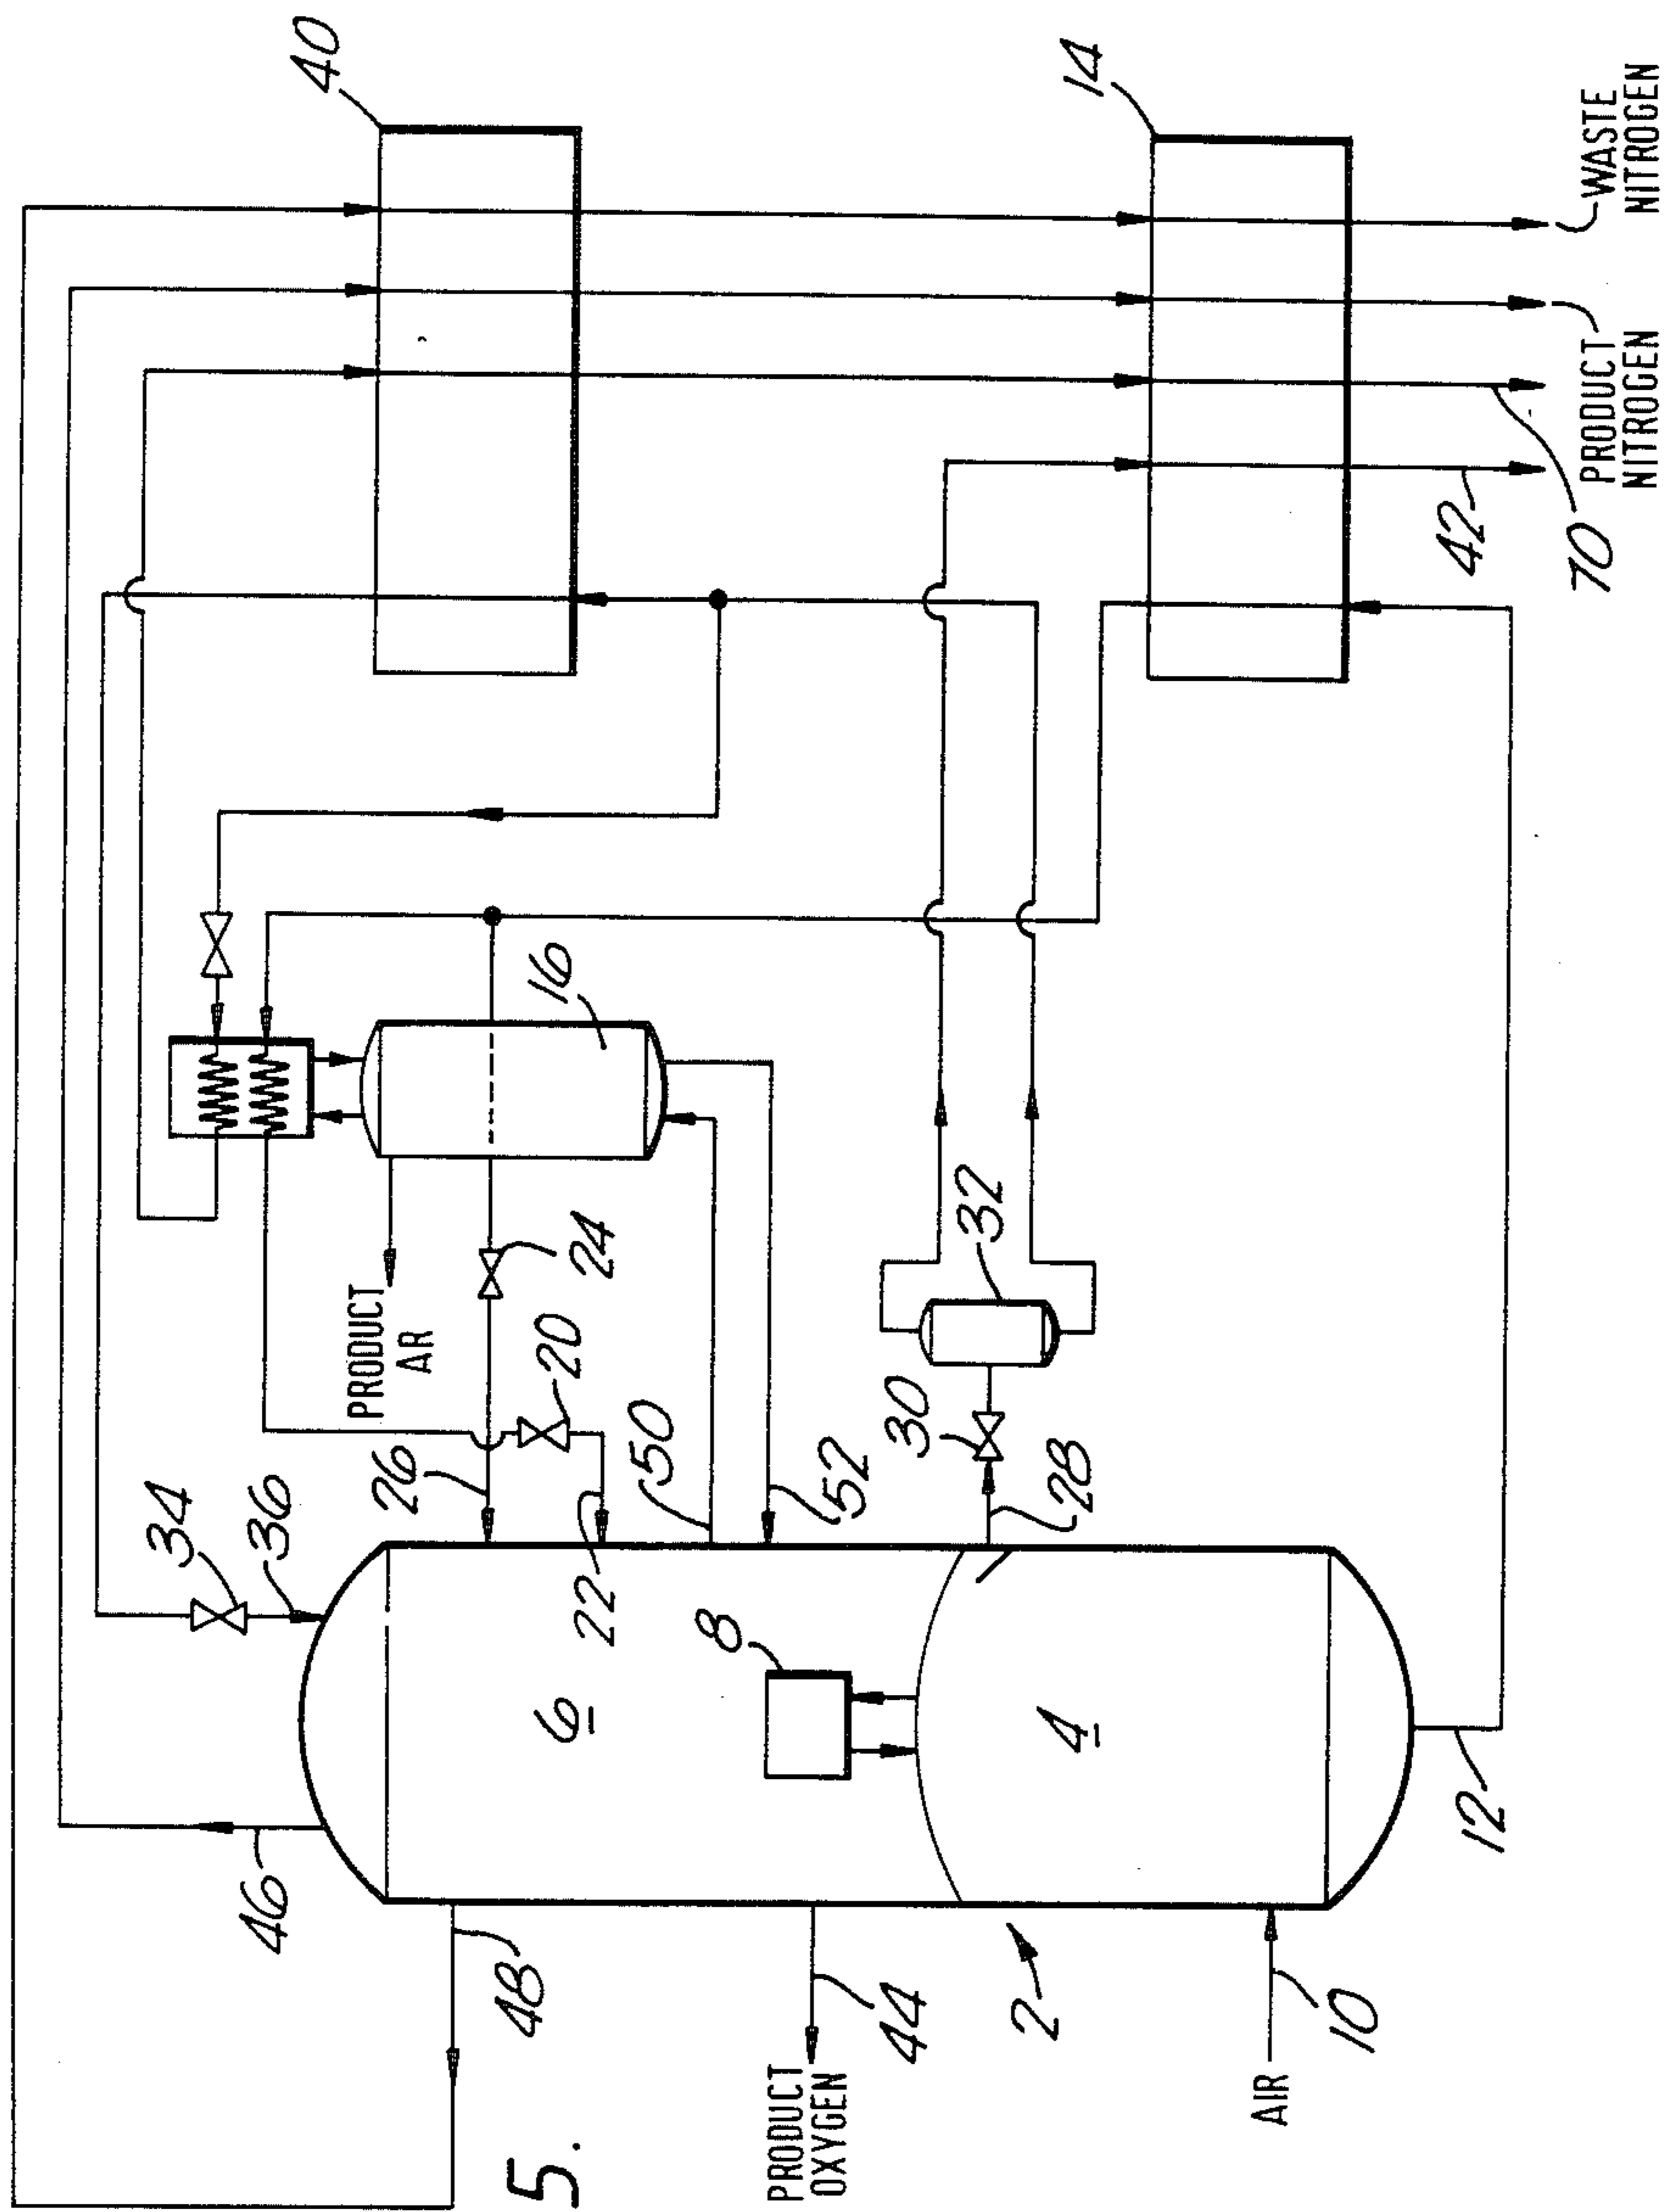 40
14
WASTE
NITROGEN
PRODUCT
NITROGEN
70
42
16
PRODUCT
AR
24
20
32
30
28
26
22
50
52
34
36
8
6
4
12
46
48
44
2
10
PRODUCT
OXYGEN
AIR
5.